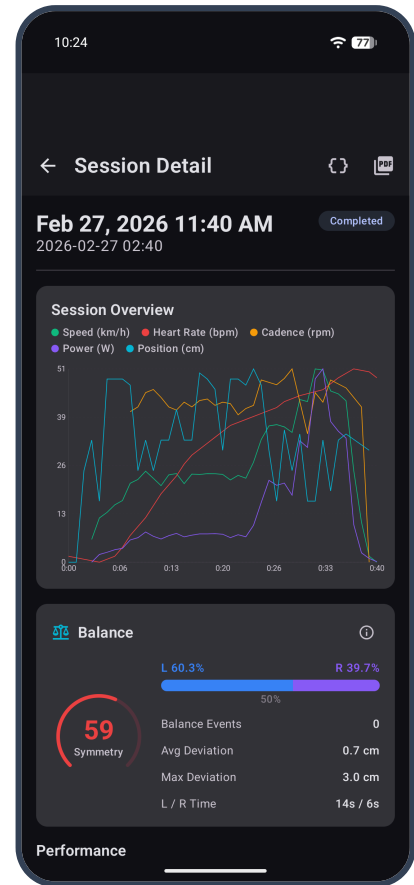 10:24
77
Session Detail
{} PDF
Feb 27, 2026 11:40 AM
Completed
2026-02-27 02:40
Session Overview
Speed (km/h) Heart Rate (bpm) Cadence (rpm)
Power (W) Position (cm)
51
39
26
13
0
0:00 0:06 0:13 0:20 0:26 0:33 0:40
Balance
L 60.3% R 39.7%
50%
59
Symmetry
Balance Events 0
Avg Deviation 0.7 cm
Max Deviation 3.0 cm
L / R Time 14s / 6s
Performance